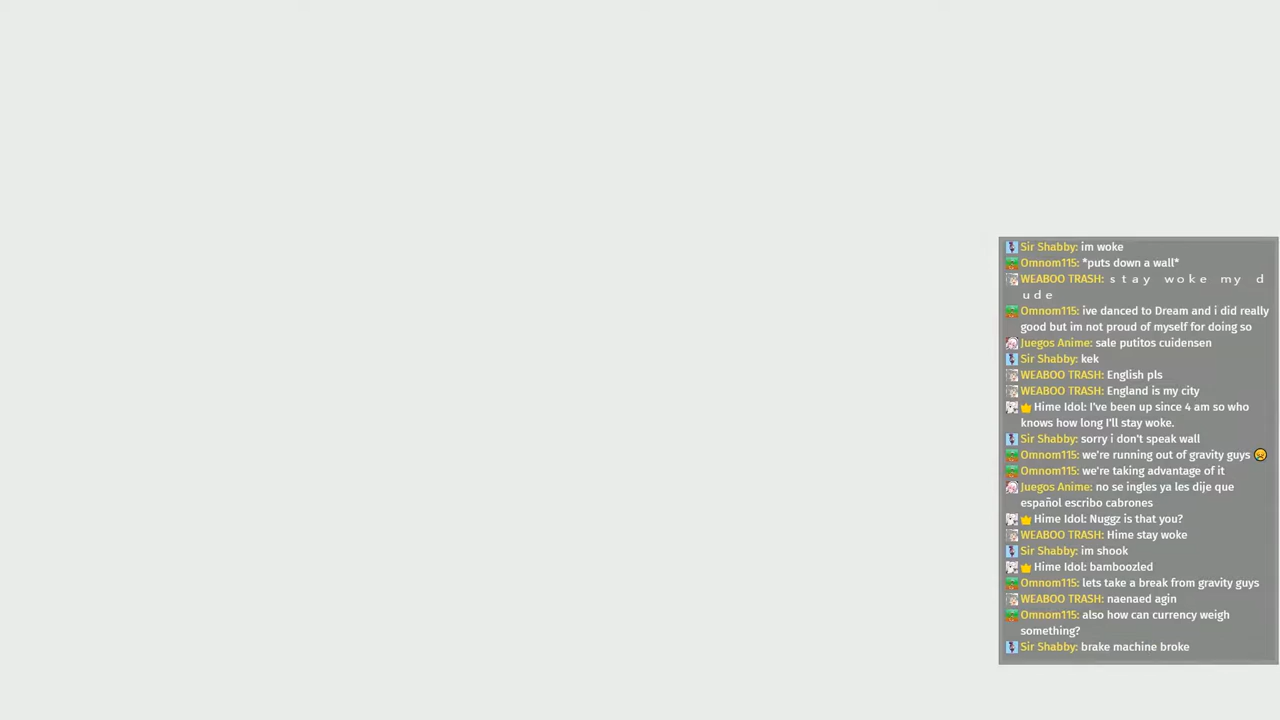 Sir Shabby: im woke
Omnom115: *puts down a wall*
WEABOO TRASH: s t a y   w o k e   m y   d
u d e
Omnom115: ive danced to Dream and i did really
good but im not proud of myself for doing so
Juegos Anime: sale putitos cuidensen
Sir Shabby: kek
WEABOO TRASH: English pls
WEABOO TRASH: England is my city
Hime Idol: I've been up since 4 am so who
knows how long I'll stay woke.
Sir Shabby: sorry i don't speak wall
Omnom115: we're running out of gravity guys
Omnom115: we're taking advantage of it
Juegos Anime: no se ingles ya les dije que
español escribo cabrones
Hime Idol: Nuggz is that you?
WEABOO TRASH: Hime stay woke
Sir Shabby: im shook
Hime Idol: bamboozled
Omnom115: lets take a break from gravity guys
WEABOO TRASH: naenaed agin
Omnom115: also how can currency weigh
something?
Sir Shabby: brake machine broke